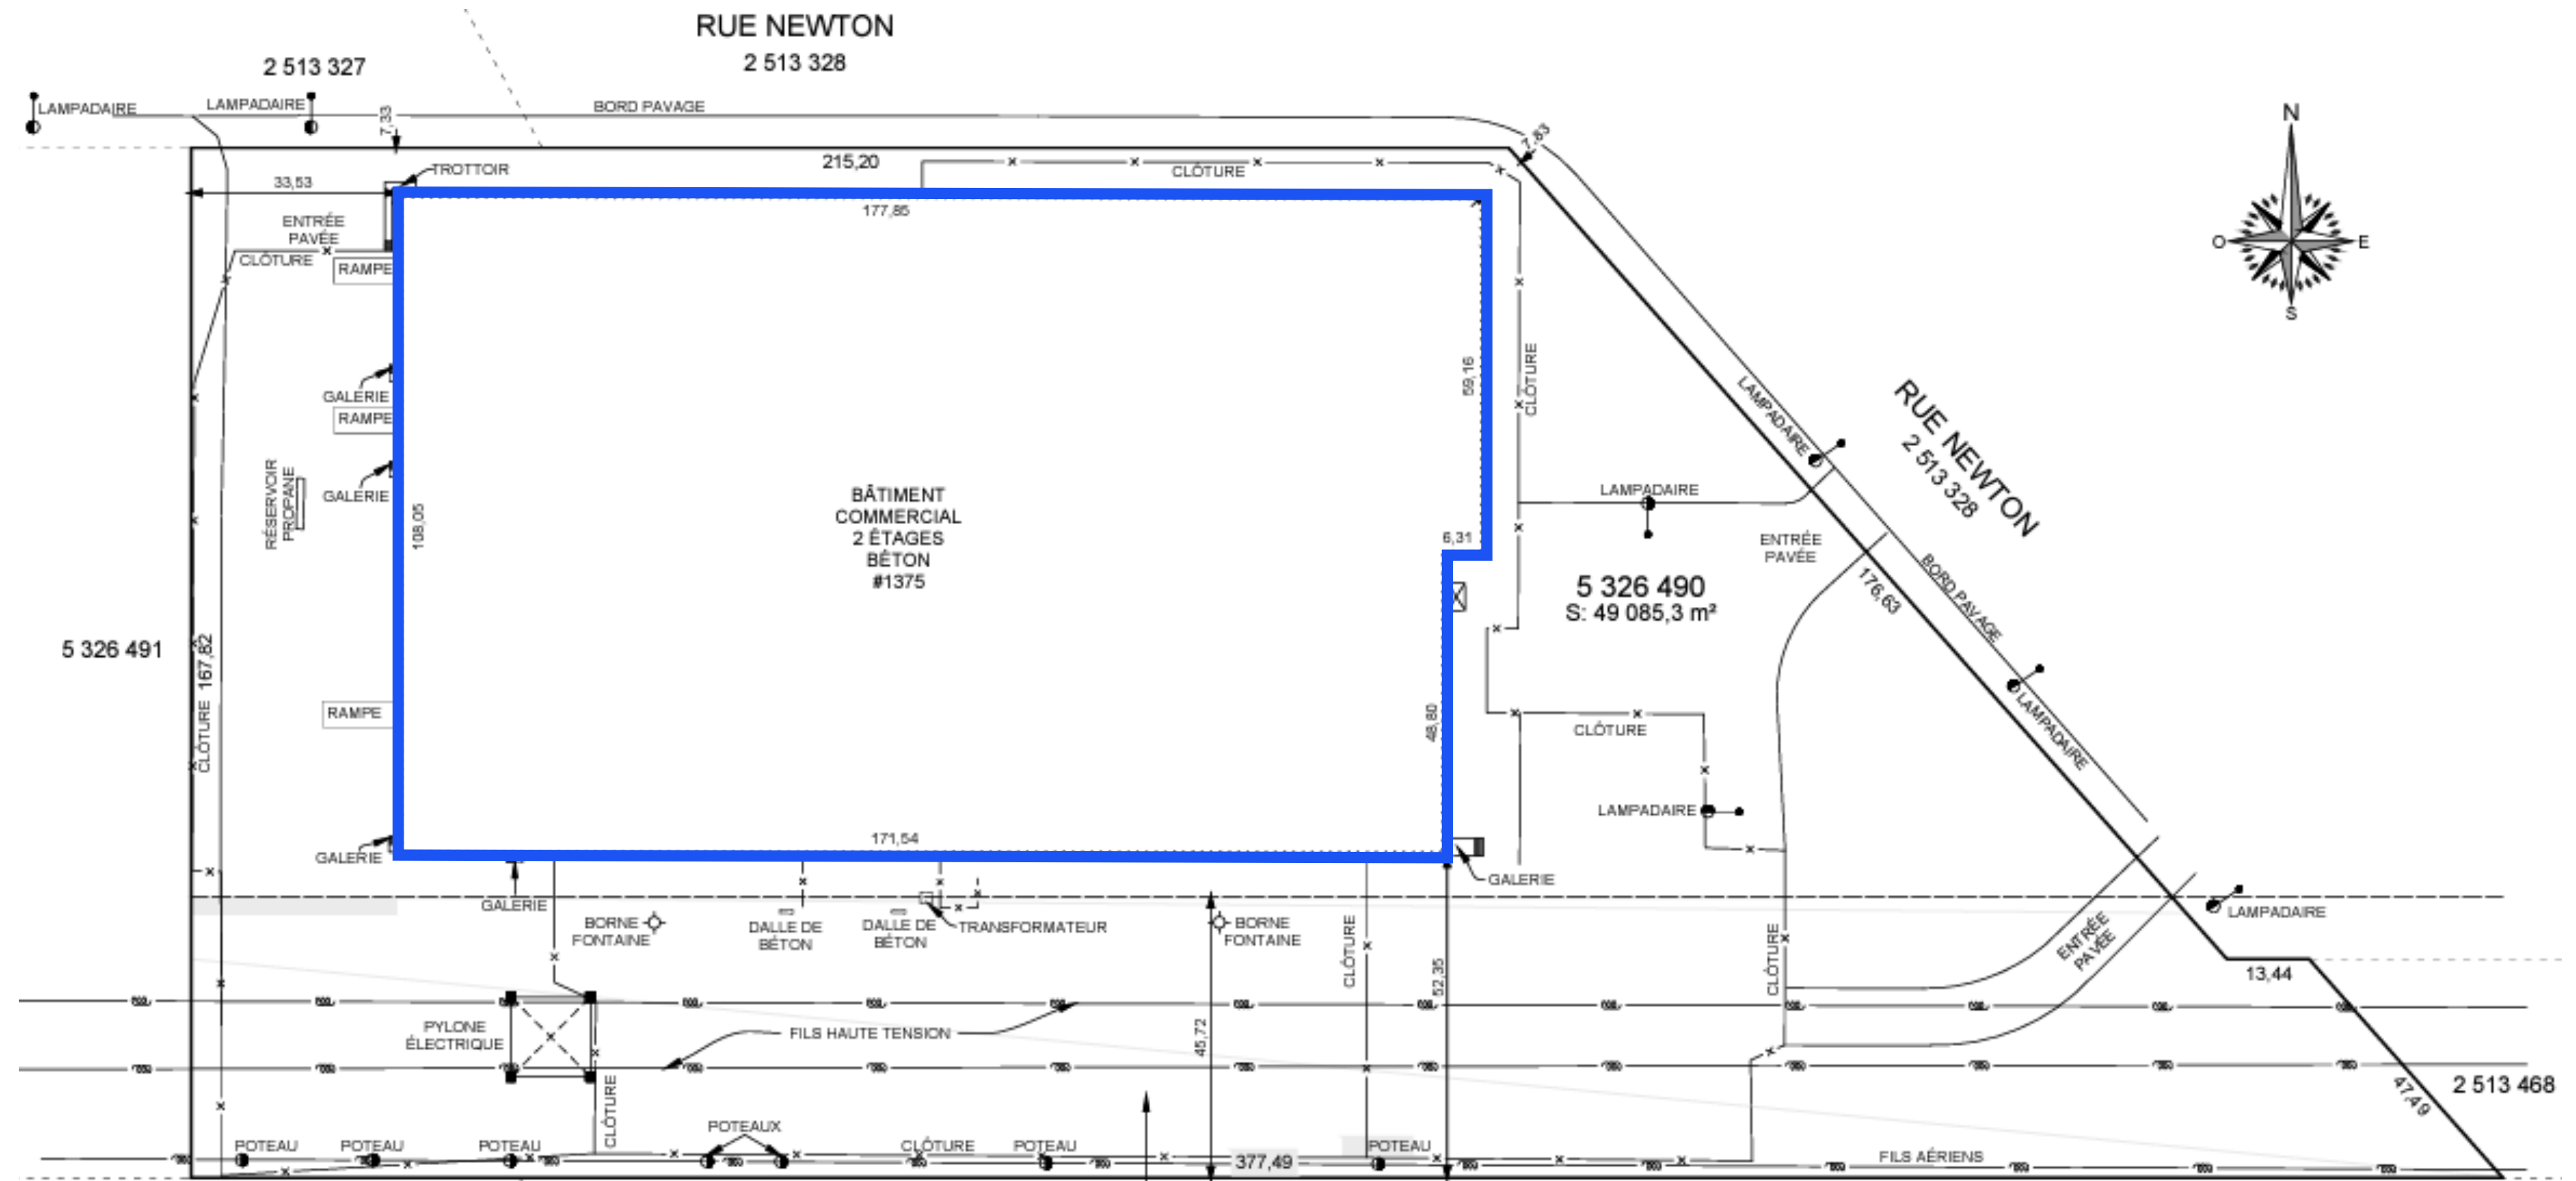 RUE NEWTON
2 513 328
2 513 327
LAMPADAIRE
LAMPADAIRE
BORD PAVAGE
7,33
7,83
N
O
E
S
TROTTOIR
215,20
CLÔTURE
33,53
177,85
ENTRÉE
PAVÉE
CLÔTURE
RAMPE
GALERIE
RAMPE
GALERIE
RÉSERVOIR
PROPANE
108,05
59,16
CLÔTURE
LAMPADAIRE
RUE NEWTON
2 513 328
BÂTIMENT
COMMERCIAL
2 ÉTAGES
BÉTON
#1375
6,31
LAMPADAIRE
ENTRÉE
PAVÉE
176,63
BORD PAVAGE
5 326 490
S: 49 085,3 m²
5 326 491
167,82
CLÔTURE
RAMPE
48,80
CLÔTURE
LAMPADAIRE
LAMPADAIRE
171,54
GALERIE
GALERIE
GALERIE
BORNE
FONTAINE
DALLE DE
BÉTON
DALLE DE
BÉTON
TRANSFORMATEUR
BORNE
FONTAINE
CLÔTURE
52,35
CLÔTURE
ENTRÉE
PAVÉE
LAMPADAIRE
13,44
PYLONE
ÉLECTRIQUE
FILS HAUTE TENSION
45,72
CLÔTURE
47,49
2 513 468
POTEAU
POTEAU
POTEAU
POTEAUX
CLÔTURE
POTEAU
377,49
POTEAU
FILS AÉRIENS